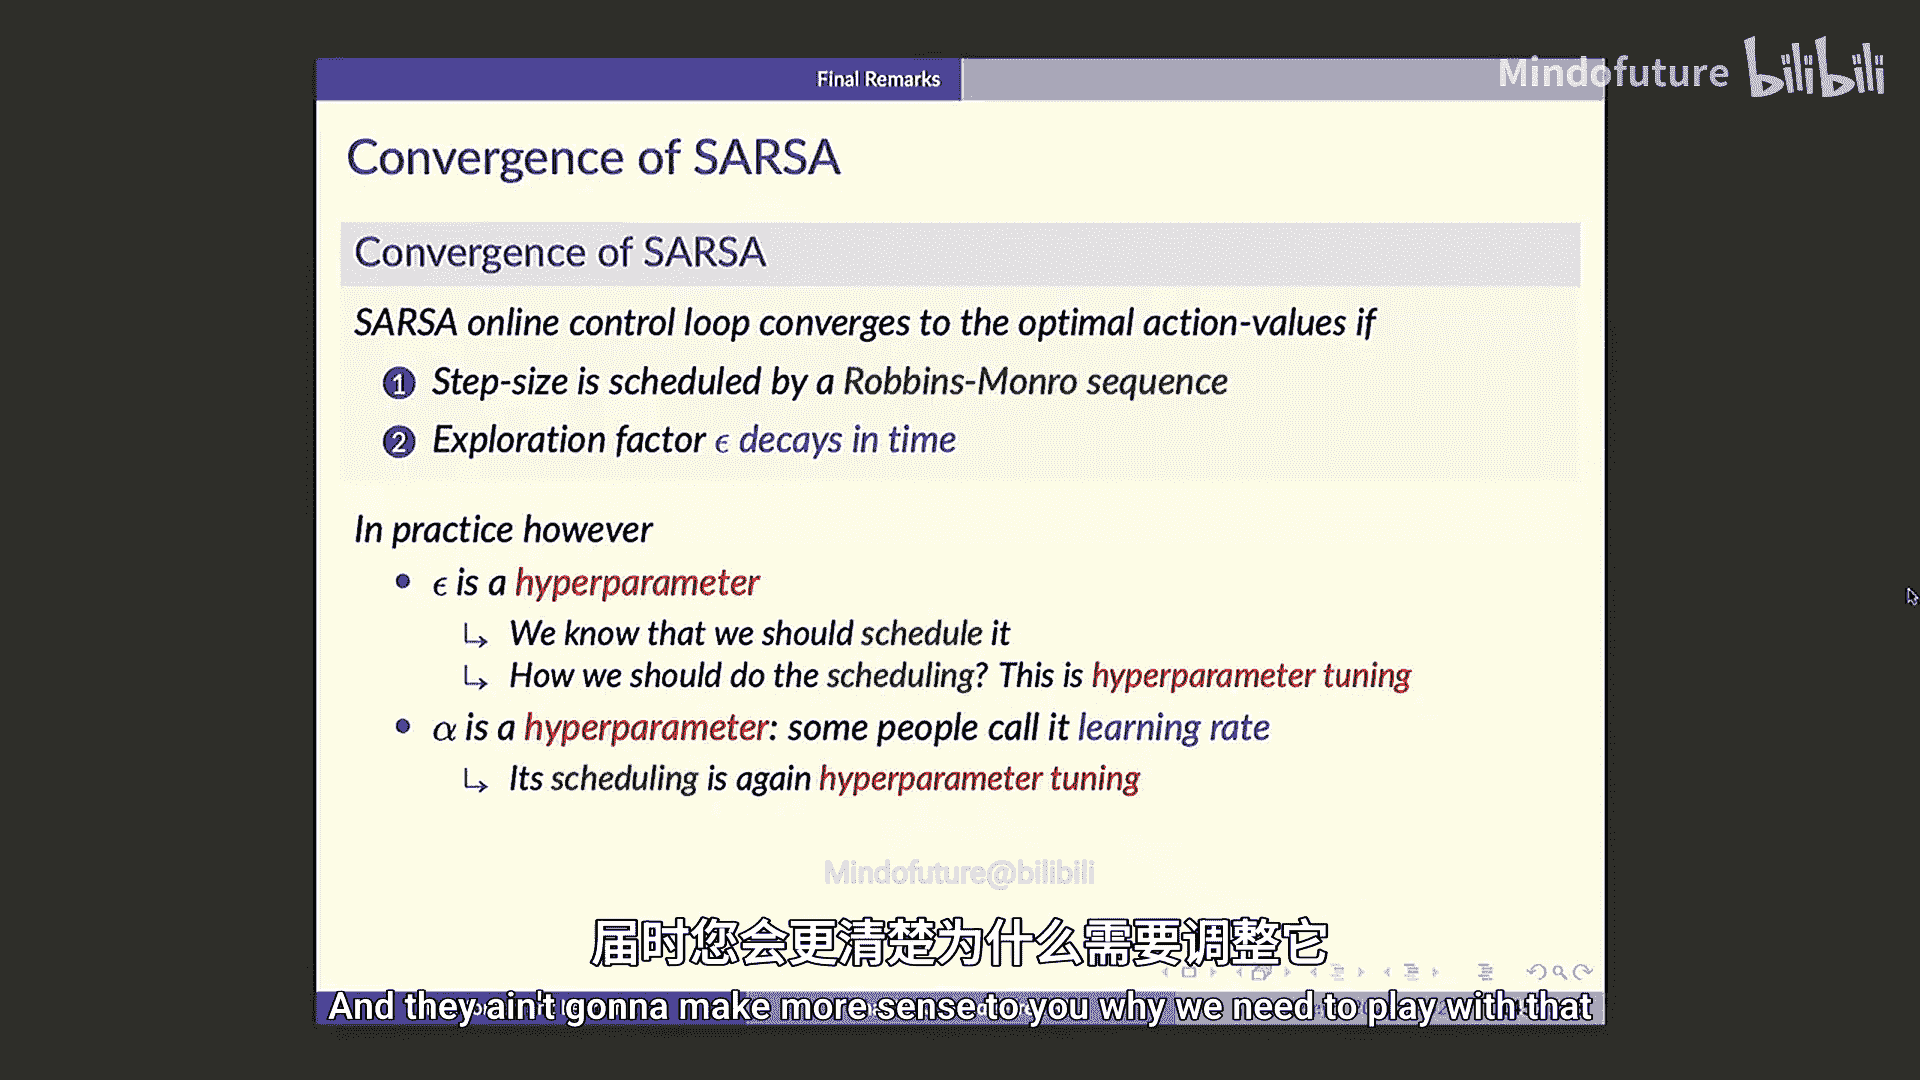 Final Remarks
Mindofuture bilibili
Convergence of SARSA
Convergence of SARSA
SARSA online control loop converges to the optimal action-values if
1 Step-size is scheduled by a Robbins-Monro sequence
2 Exploration factor ϵ decays in time
In practice however
• ϵ is a hyperparameter
↳ We know that we should schedule it
↳ How we should do the scheduling? This is hyperparameter tuning
• α is a hyperparameter: some people call it learning rate
↳ Its scheduling is again hyperparameter tuning
Mindofuture@bilibili
届时您会更清楚为什么需要调整它
And they ain't gonna make more sense to you why we need to play with that